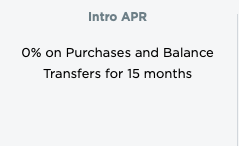 Intro APR
0% on Purchases and Balance
Transfers for 15 months